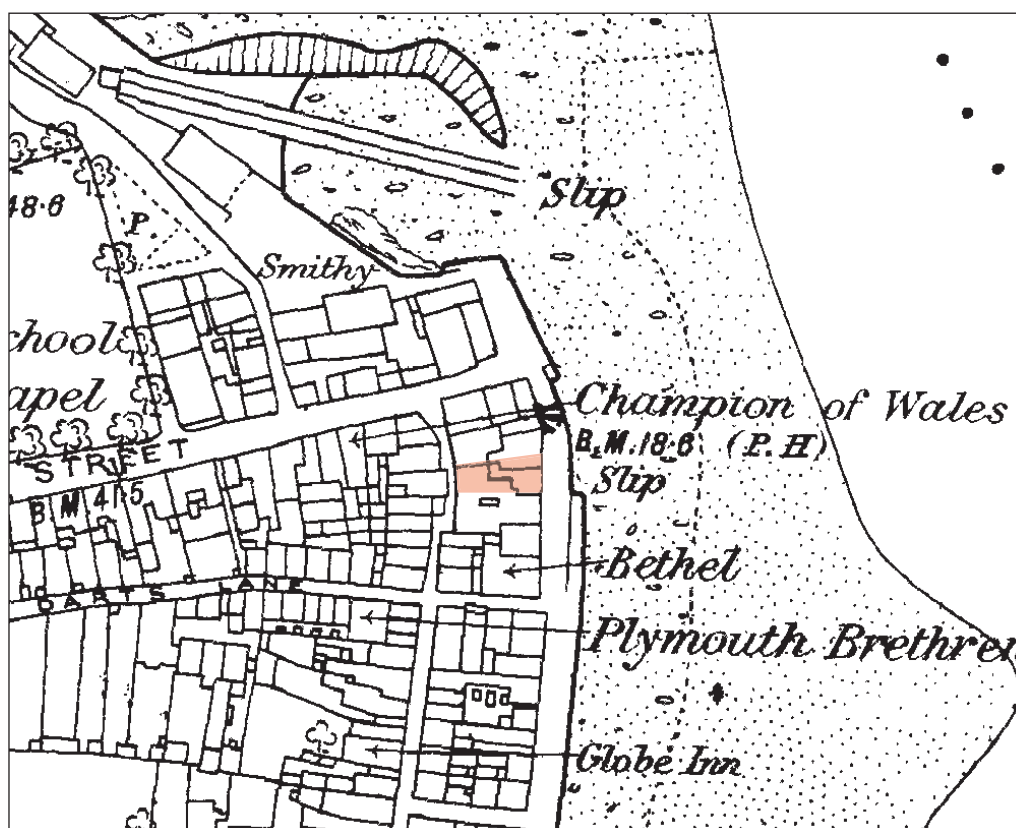 Slip
48·6
P.
Smithy
chool
apel
Champion of Wales
STREET
B.M.18·6 (P.H)
Slip
B M 41·5
Bethel
DARTS LANE
Plymouth Brethren
Globe Inn